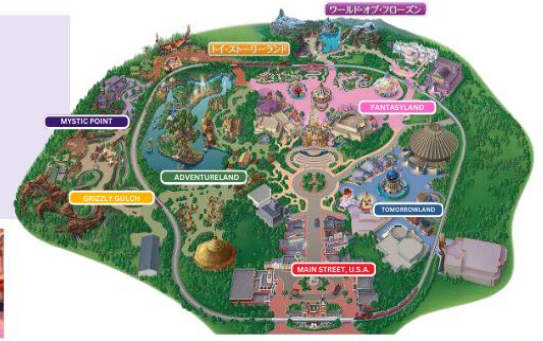 ワールド・オブ・フローズン
トイ・ストーリーランド
FANTASYLAND
MYSTIC POINT
ADVENTURELAND
GRIZZLY GULCH
TOMORROWLAND
MAIN STREET, U.S.A.